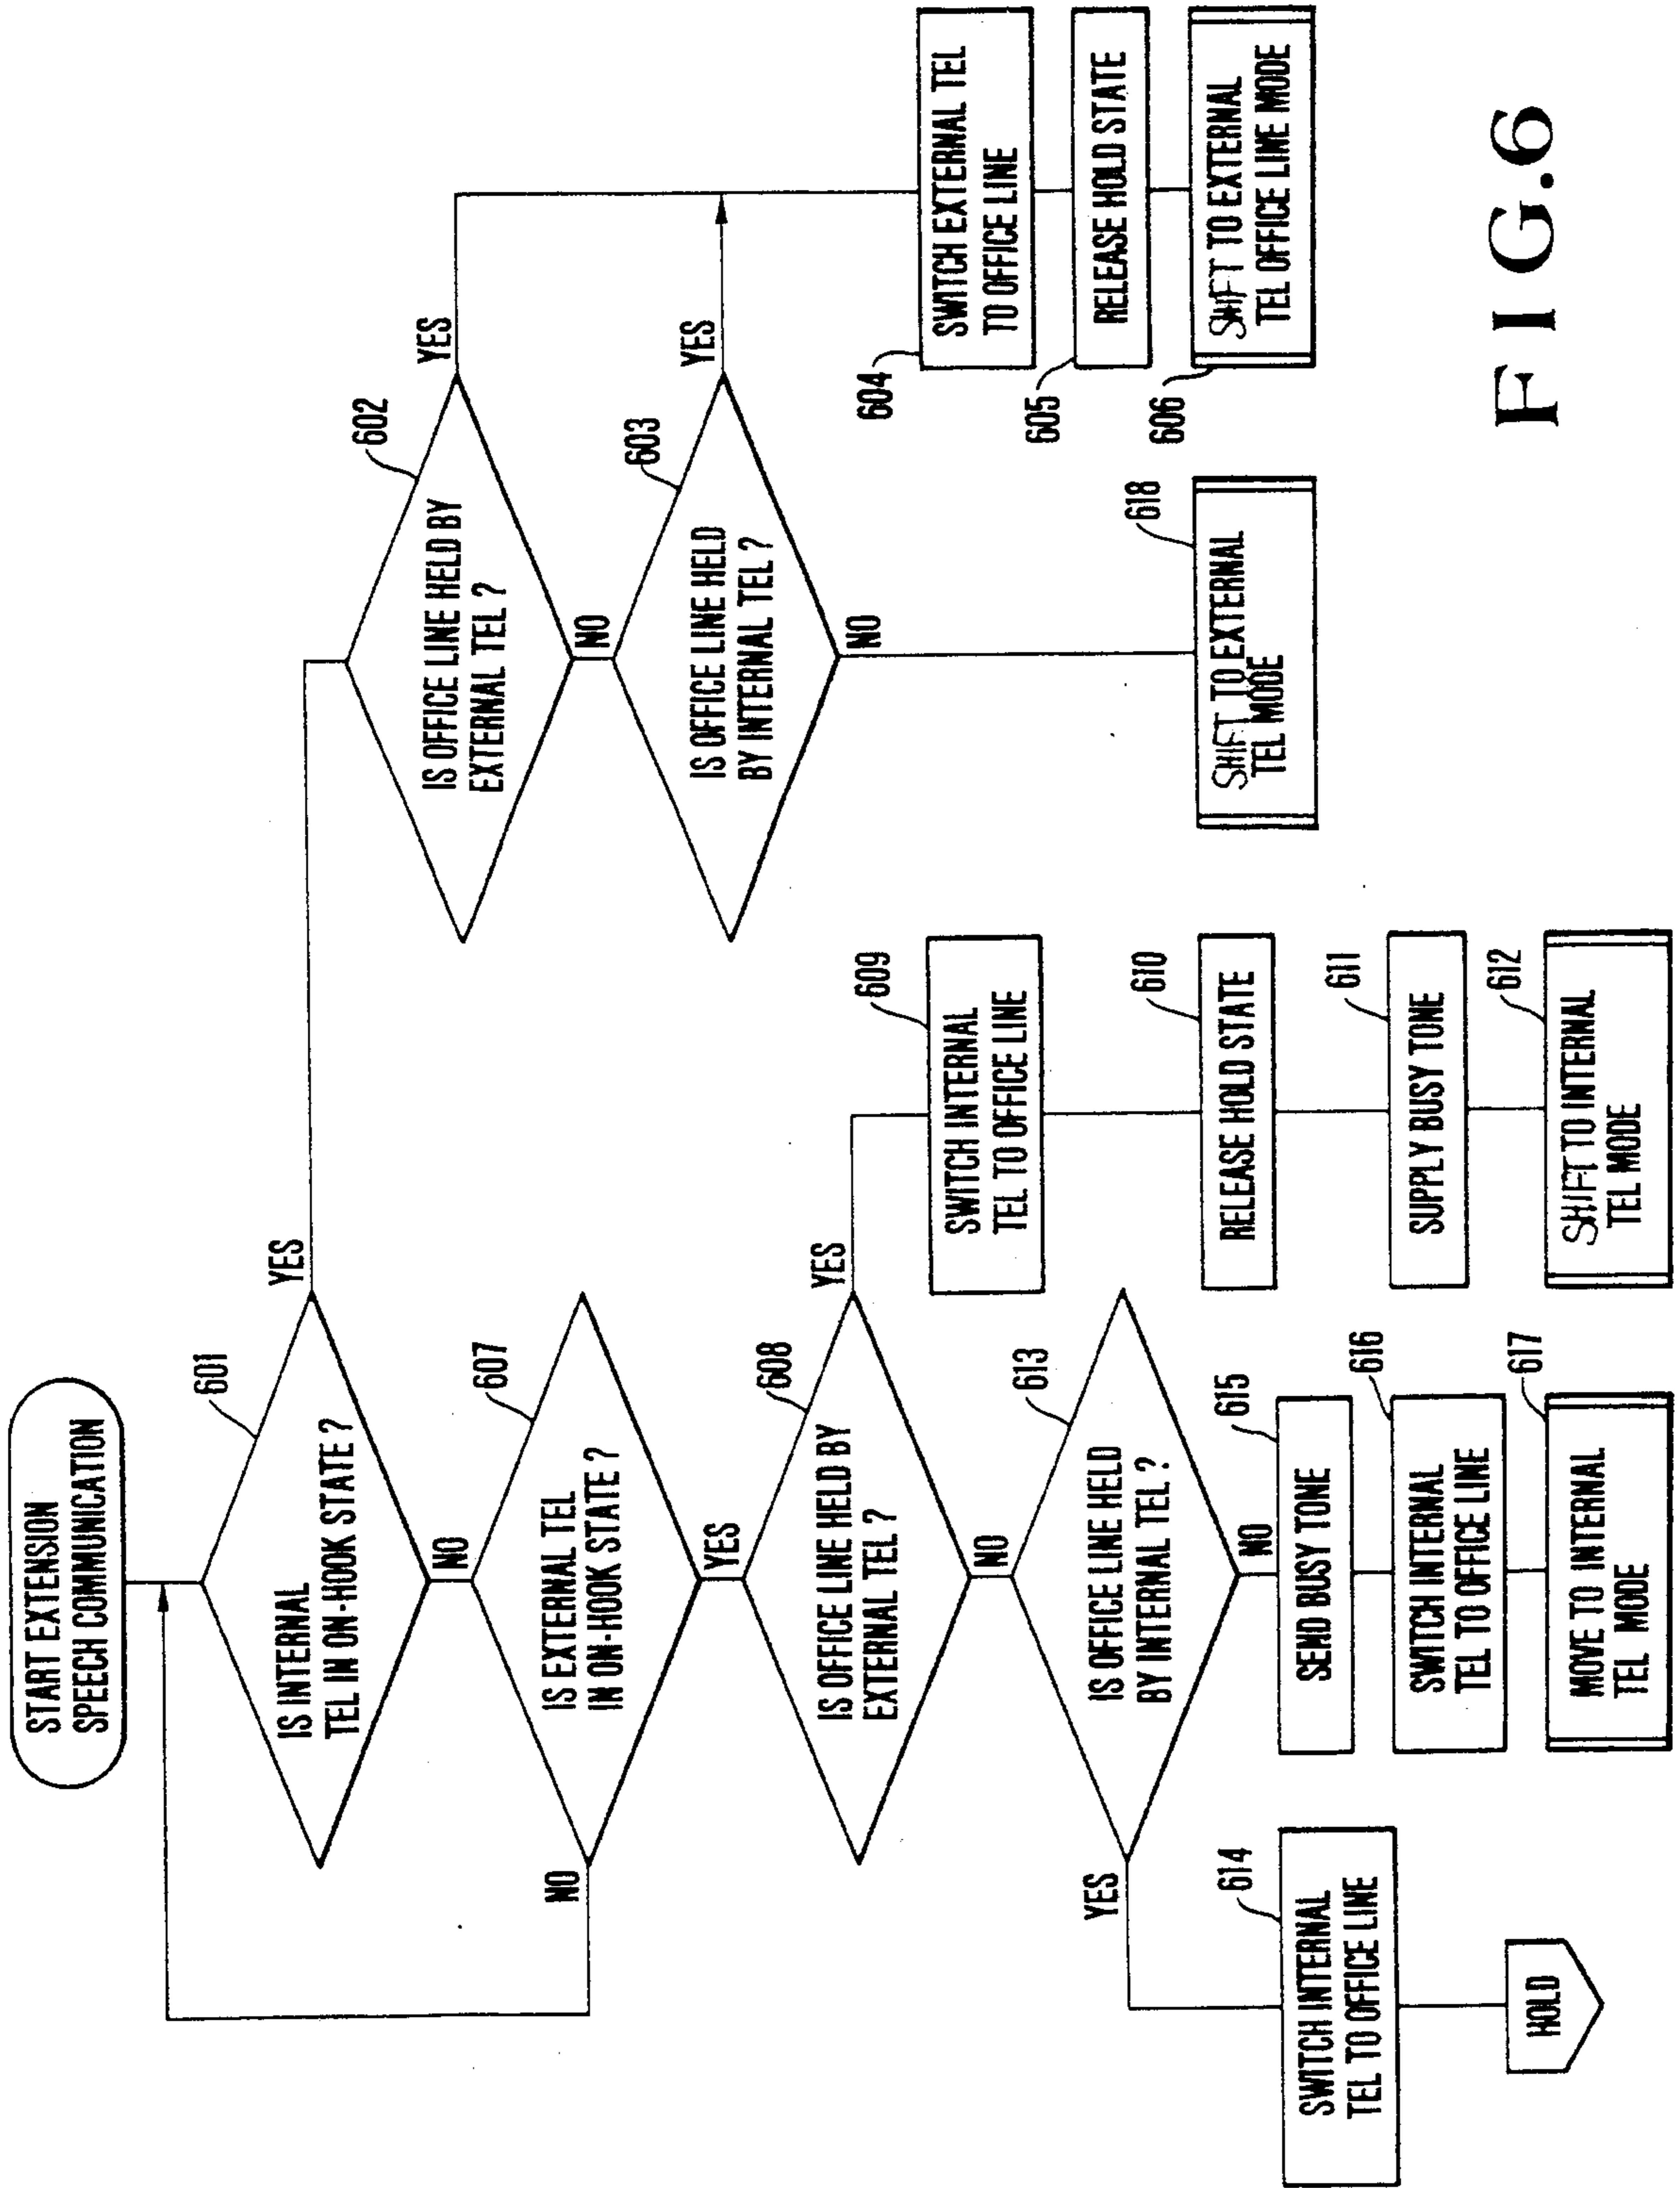 START EXTENSION
SPEECH COMMUNICATION
601
IS INTERNAL
TEL IN ON-HOOK STATE ?
YES
NO
607
IS EXTERNAL TEL
IN ON-HOOK STATE ?
NO
YES
608
IS OFFICE LINE HELD BY
EXTERNAL TEL ?
YES
NO
613
IS OFFICE LINE HELD
BY INTERNAL TEL ?
YES
NO
614
SWITCH INTERNAL
TEL TO OFFICE LINE
HOLD
615
SEND BUSY TONE
616
SWITCH INTERNAL
TEL TO OFFICE LINE
617
MOVE TO INTERNAL
TEL MODE
609
SWITCH INTERNAL
TEL TO OFFICE LINE
610
RELEASE HOLD STATE
611
SUPPLY BUSY TONE
612
SHIFT TO INTERNAL
TEL MODE
602
IS OFFICE LINE HELD BY
EXTERNAL TEL ?
YES
NO
603
IS OFFICE LINE HELD
BY INTERNAL TEL ?
YES
NO
618
SHIFT TO EXTERNAL
TEL MODE
604
SWITCH EXTERNAL TEL
TO OFFICE LINE
605
RELEASE HOLD STATE
606
SHIFT TO EXTERNAL
TEL OFFICE LINE MODE
FIG.6